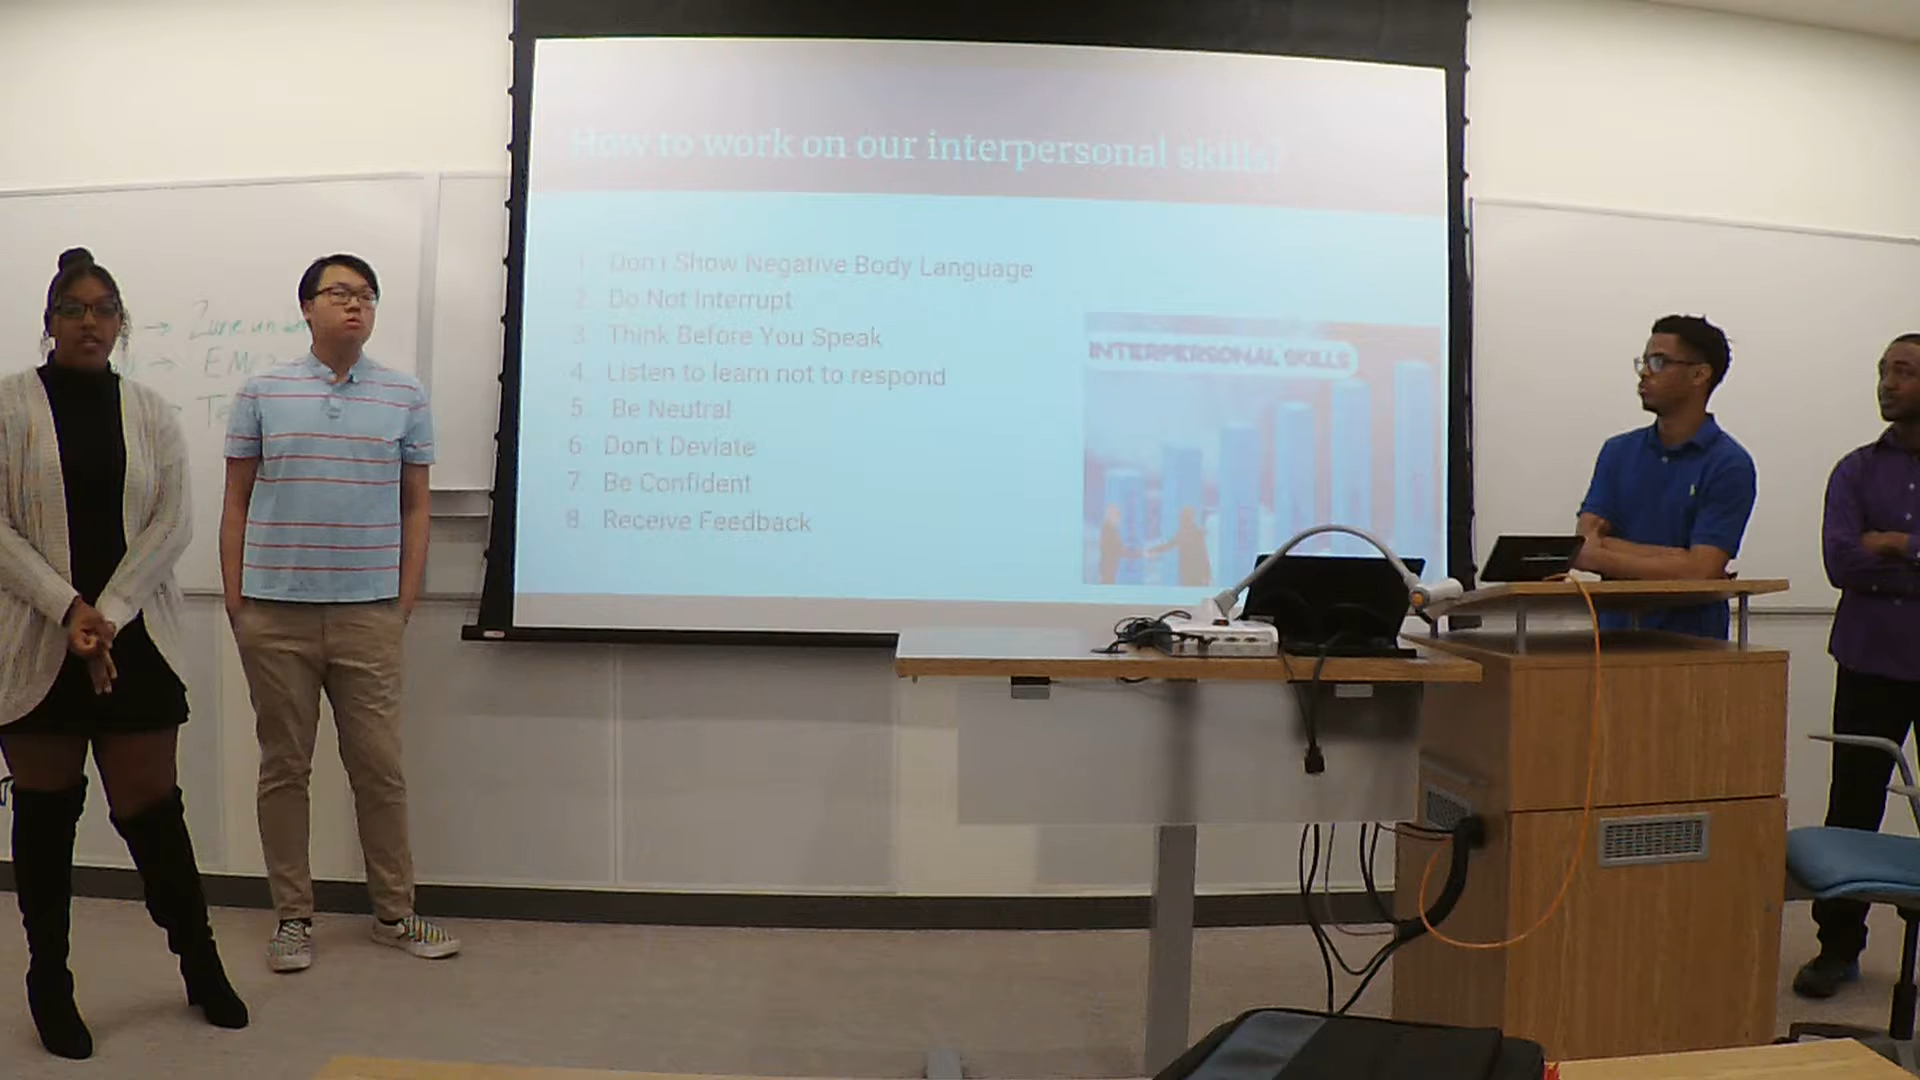 How to work on our interpersonal skills?
1. Don't Show Negative Body Language
2. Do Not Interrupt
3. Think Before You Speak
4. Listen to learn not to respond
5. Be Neutral
6. Don't Deviate
7. Be Confident
8. Receive Feedback
INTERPERSONAL SKILLS